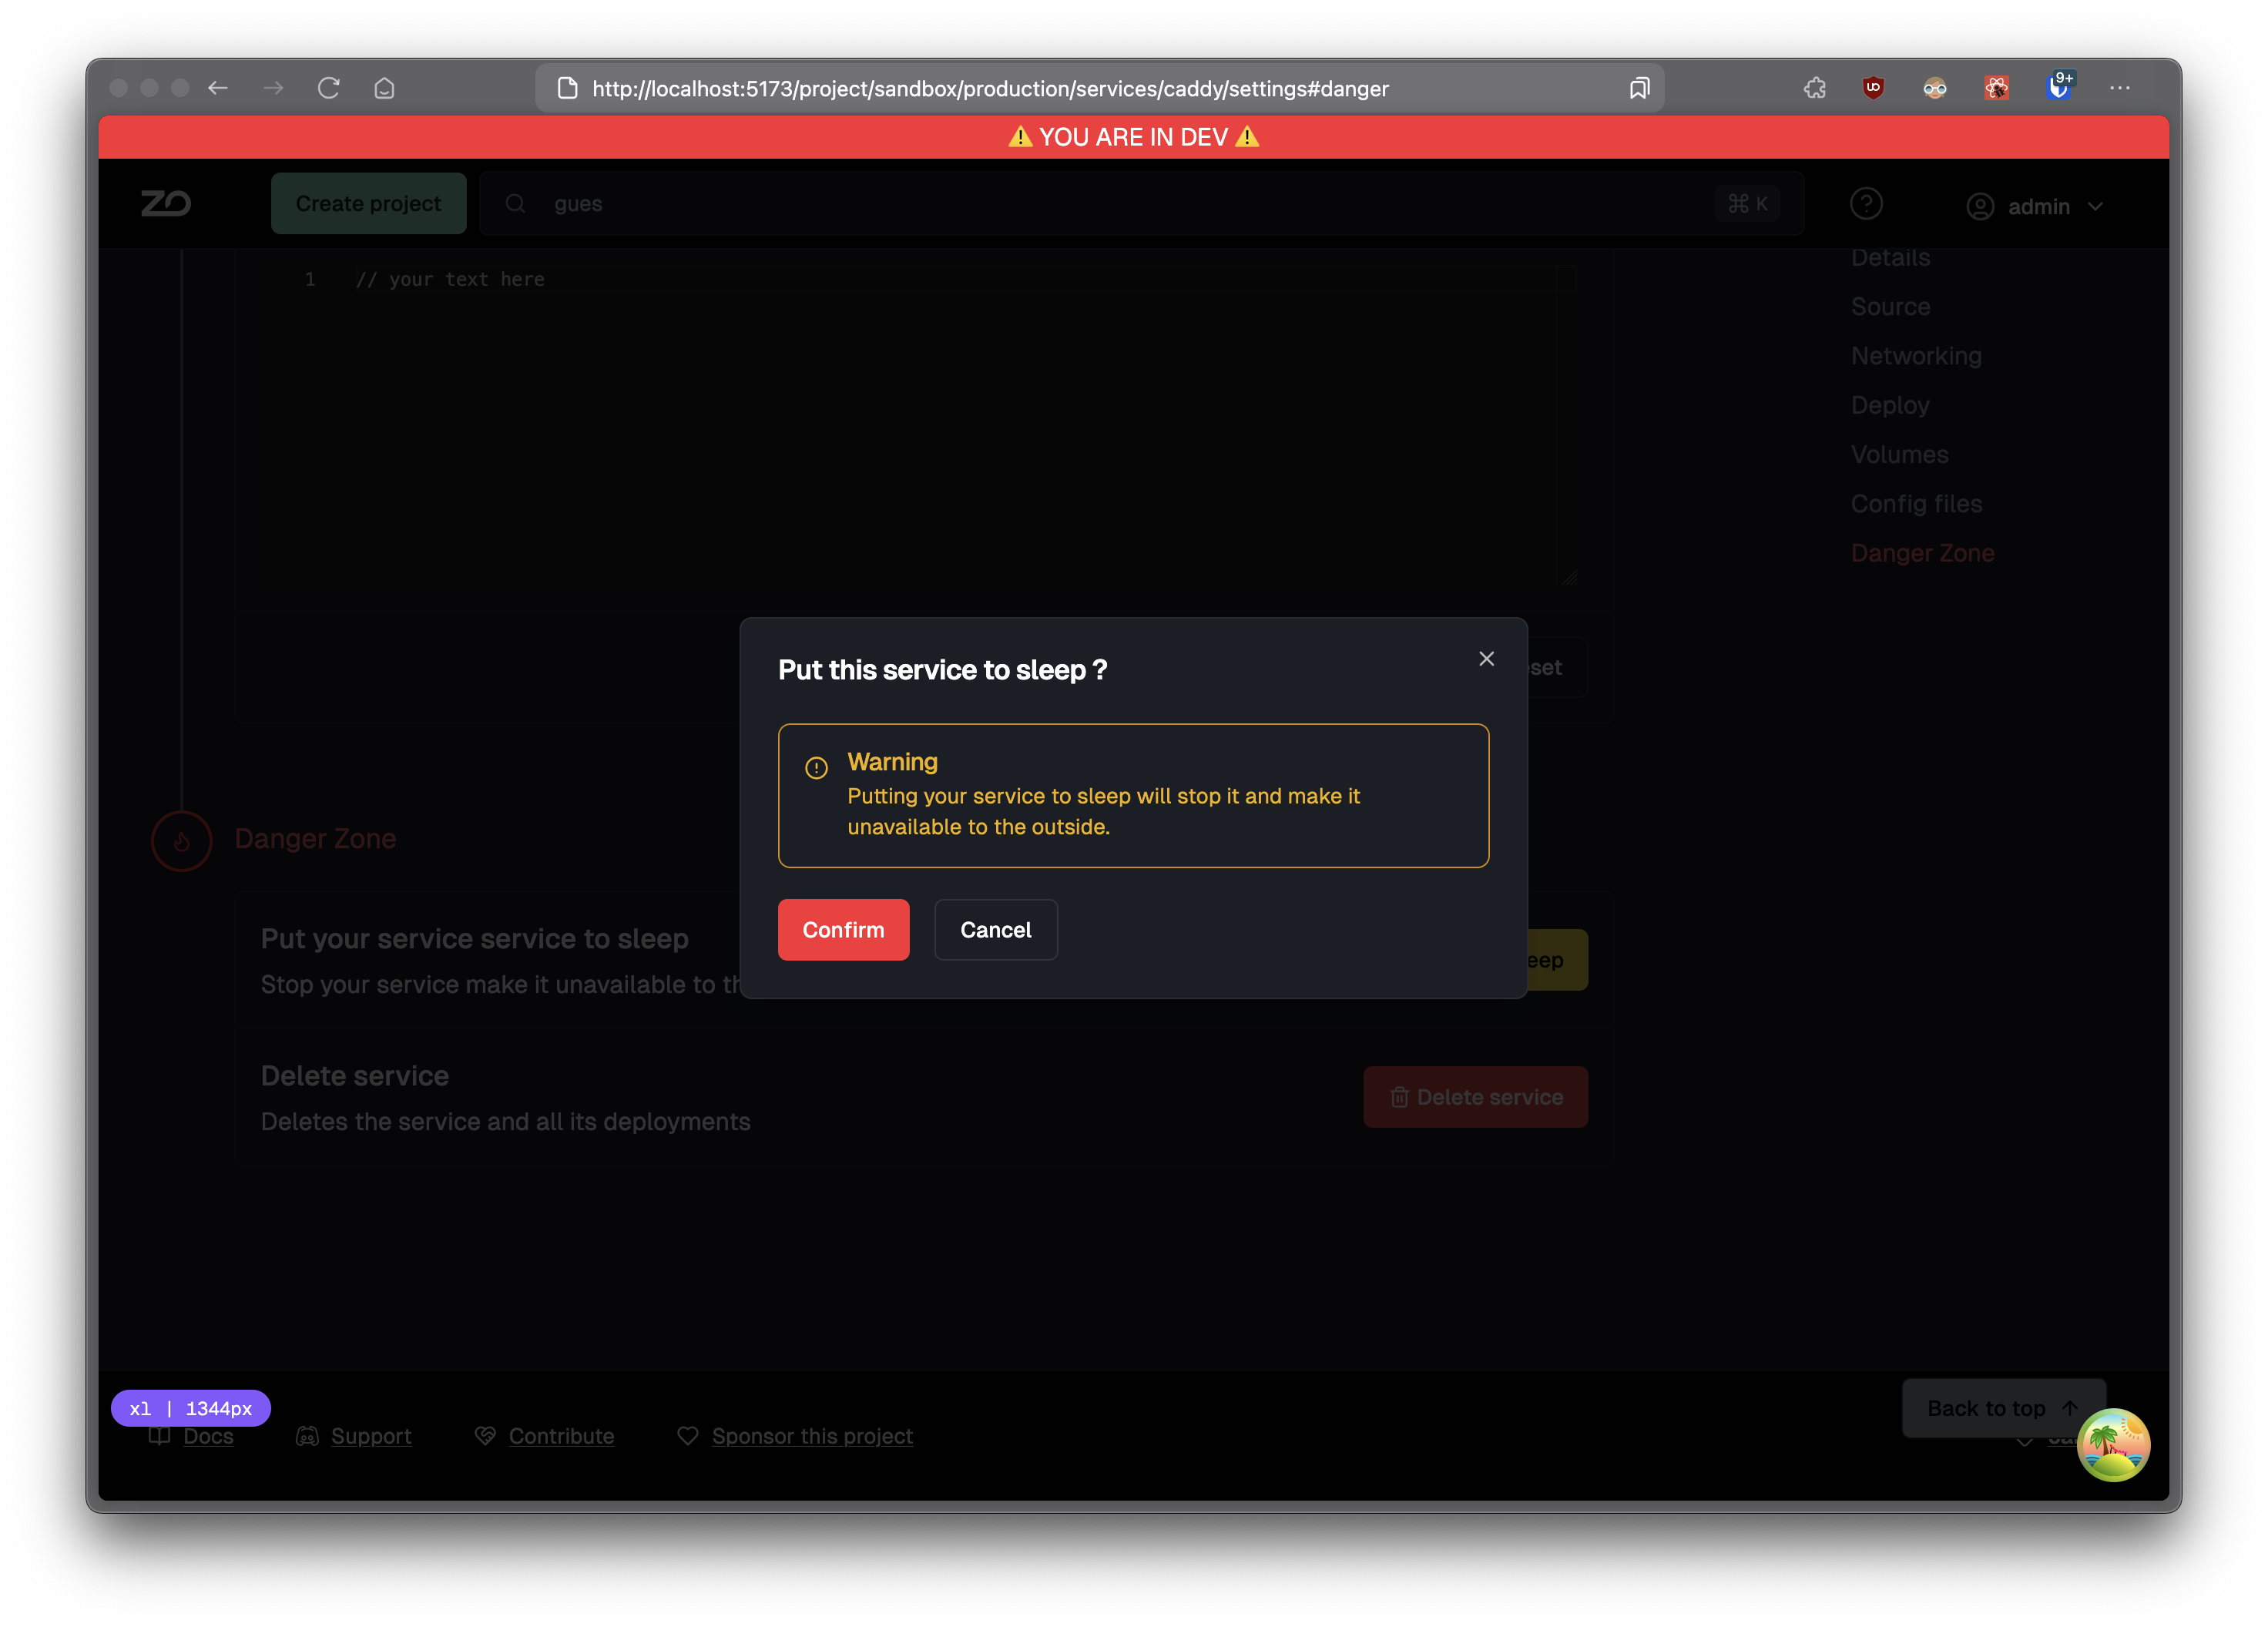 http://localhost:5173/project/sandbox/production/services/caddy/settings#danger
9+
⚠️ YOU ARE IN DEV ⚠️
ZO
Create project
gues
⌘ K
admin
1 // your text here
Details
Source
Networking
Deploy
Volumes
Config files
Danger Zone
Put this service to sleep ?
Warning
Putting your service to sleep will stop it and make it
unavailable to the outside.
Confirm
Cancel
Danger Zone
Put your service service to sleep
Stop your service make it unavailable to
Delete service
Deletes the service and all its deployments
Delete service
xl | 1344px
Docs
Support
Contribute
Sponsor this project
Back to top